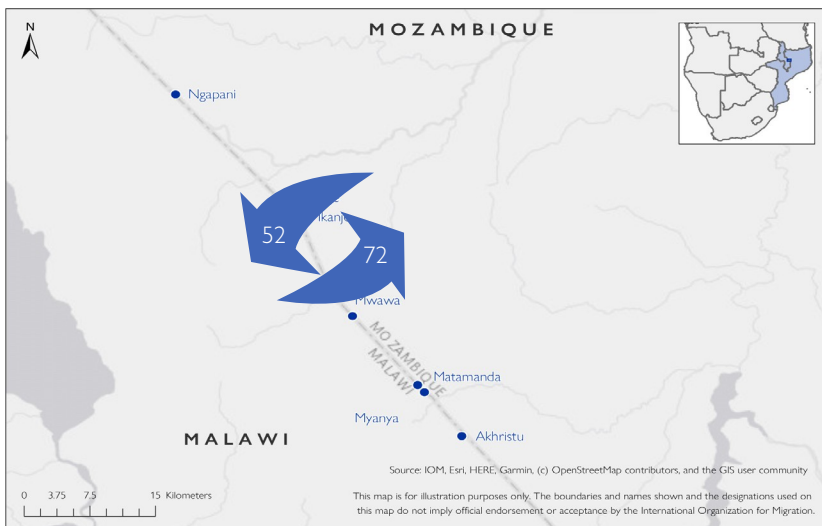 MOZAMBIQUE
N
Ngapani
52
72
Mwawa
MOZAMBIQUE
MALAWI
Matamanda
Myanya
Akhristu
MALAWI
Source: IOM, Esri, HERE, Garmin, (c) OpenStreetMap contributors, and the GIS user community
0 3.75 7.5 15 Kilometers
This map is for illustration purposes only. The boundaries and names shown and the designations used on
this map do not imply official endorsement or acceptance by the International Organization for Migration.